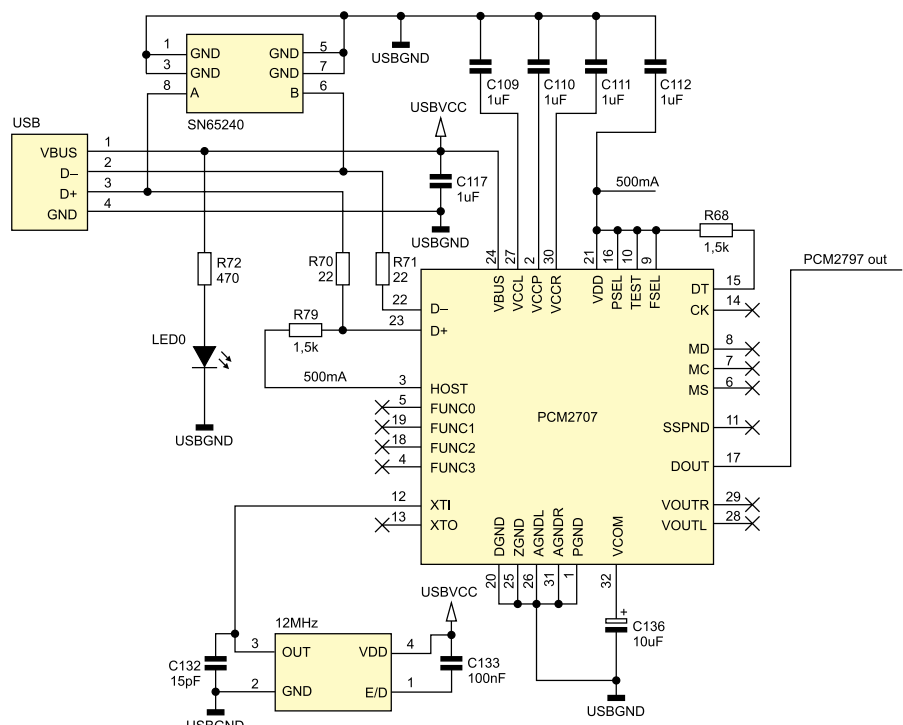 1 GND GND 5
3 GND GND 7
8 A B 6
SN65240
USBGND
C109
1uF
C110
1uF
C111
1uF
C112
1uF
USB
VBUS 1
D– 2
D+ 3
GND 4
USBVCC
C117
1uF
USBGND
500mA
R68
1,5k
R72
470
R70
22
R71
22
LED0
USBGND
R79
1,5k
500mA
24 VBUS
27 VCCL
2 VCCP
30 VCCR
21 VDD
16 PSEL
10 TEST
9 FSEL
22 D–
23 D+
3 HOST
5 FUNC0
19 FUNC1
18 FUNC2
4 FUNC3
12 XTI
13 XTO
PCM2707
DT 15
CK 14
MD 8
MC 7
MS 6
SSPND 11
DOUT 17
VOUTR 29
VOUTL 28
PCM2797 out
DGND 20
ZGND 25
AGNDL 26
AGNDR 31
PGND 1
VCOM 32
C136
+
10uF
USBGND
USBVCC
12MHz
3 OUT VDD 4
2 GND E/D 1
C132
15pF
C133
100nF
USBGND